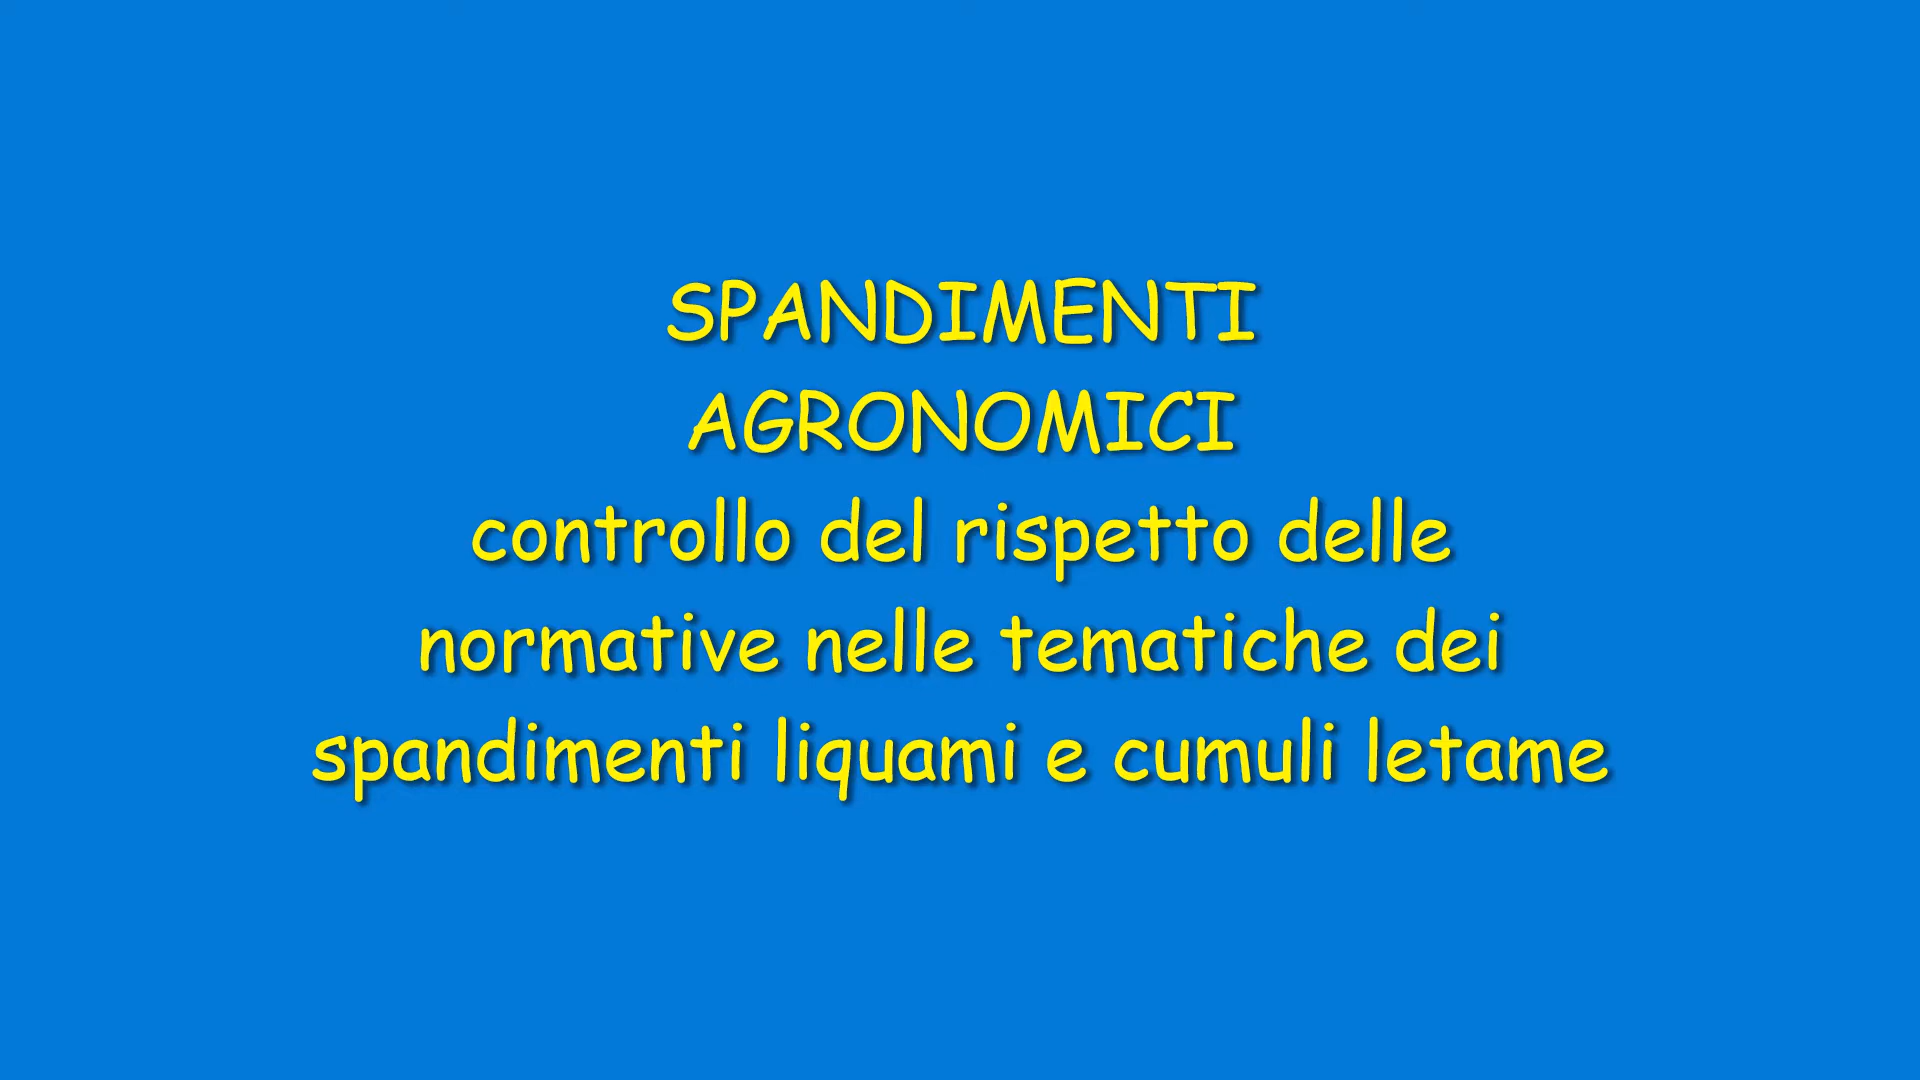 SPANDIMENTI
AGRONOMICI
controllo del rispetto delle
normative nelle tematiche dei
spandimenti liquami e cumuli letame